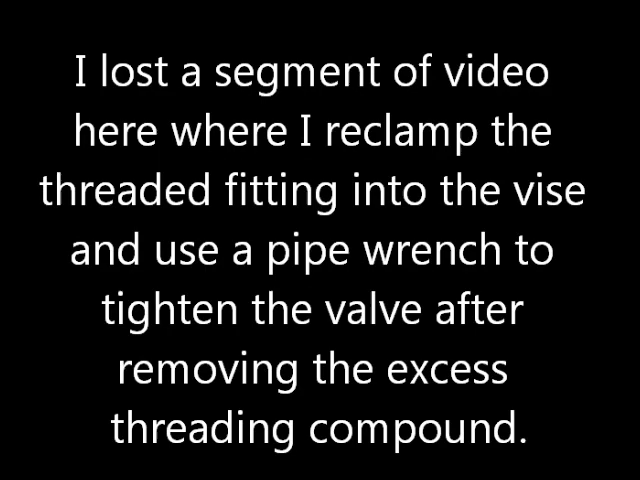 I lost a segment of video
here where I reclamp the
threaded fitting into the vise
and use a pipe wrench to
tighten the valve after
removing the excess
threading compound.